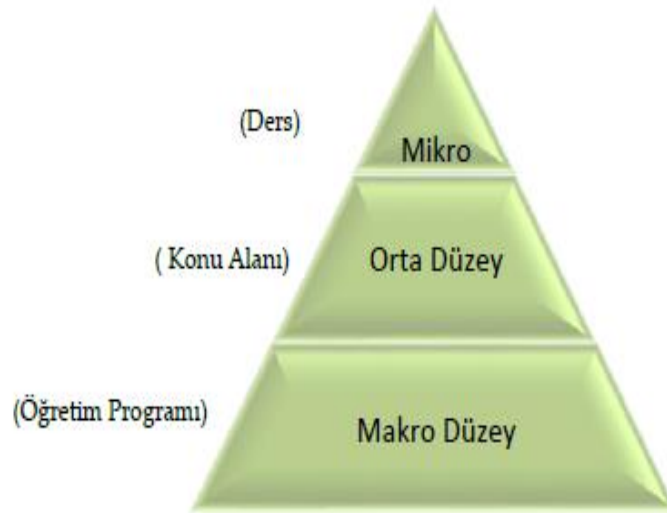 (Ders)
Mikro
( Konu Alanı)
Orta Düzey
(Öğretim Programı)
Makro Düzey